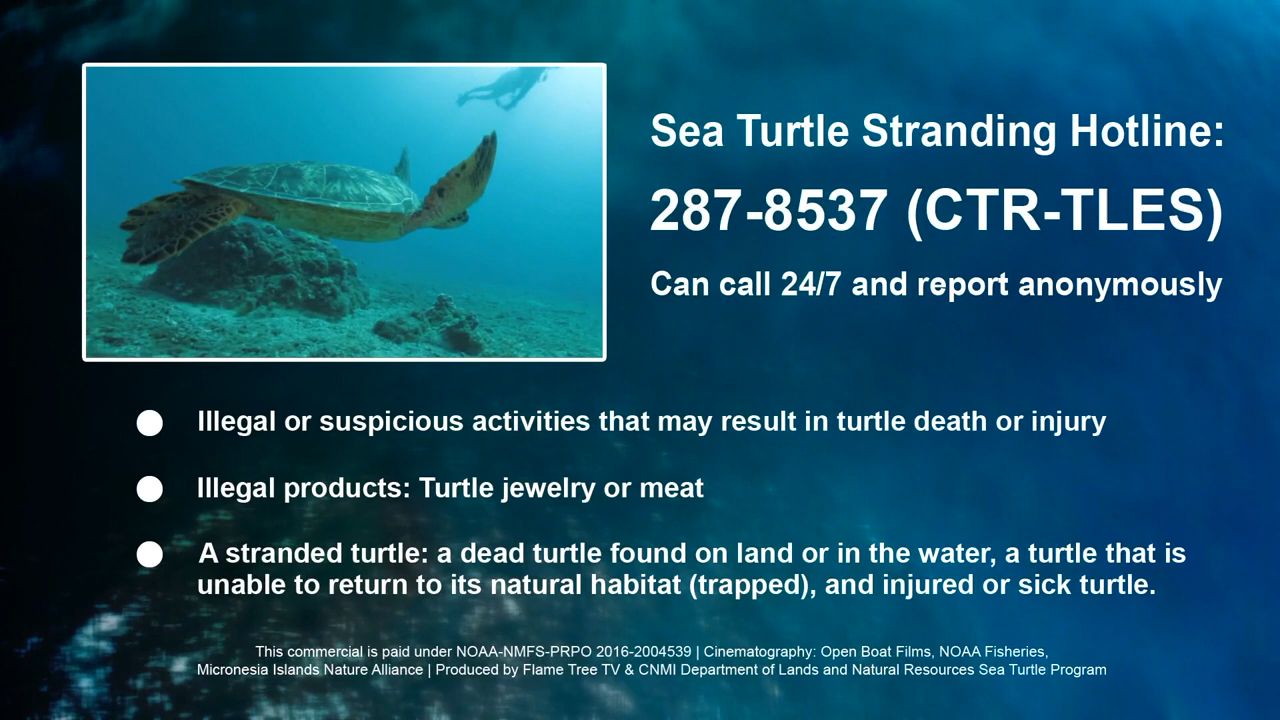 Sea Turtle Stranding Hotline:
287-8537 (CTR-TLES)
Can call 24/7 and report anonymously
Illegal or suspicious activities that may result in turtle death or injury
Illegal products: Turtle jewelry or meat
A stranded turtle: a dead turtle found on land or in the water, a turtle that is
unable to return to its natural habitat (trapped), and injured or sick turtle.
This commercial is paid under NOAA-NMFS-PRPO 2016-2004539 | Cinematography: Open Boat Films, NOAA Fisheries,
Micronesia Islands Nature Alliance | Produced by Flame Tree TV & CNMI Department of Lands and Natural Resources Sea Turtle Program